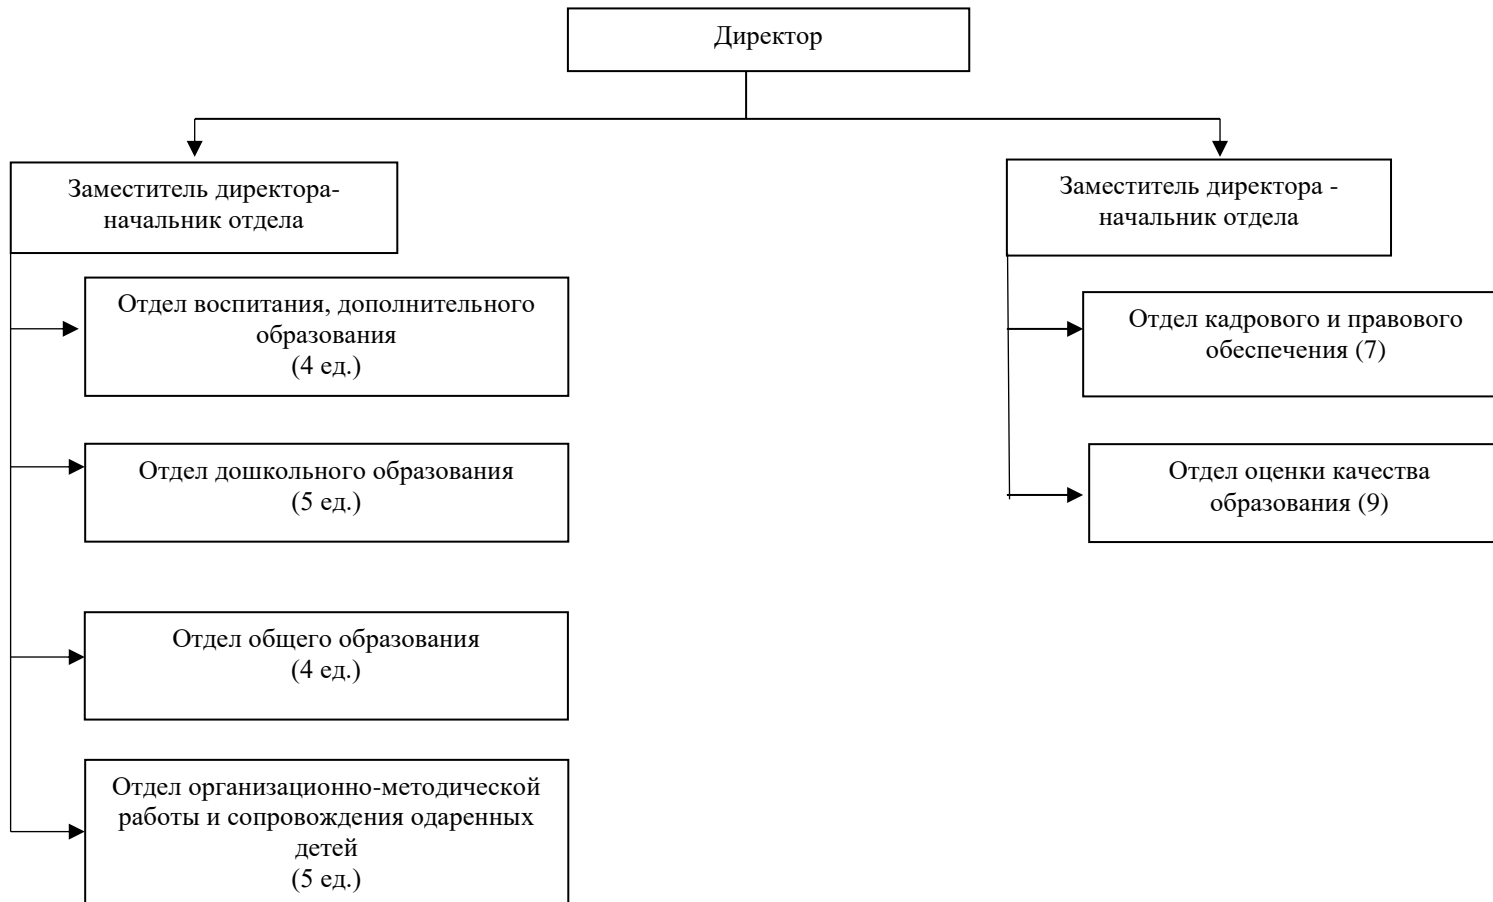 Директор
Заместитель директора-
начальник отдела
Заместитель директора -
начальник отдела
Отдел воспитания, дополнительного
образования
(4 ед.)
Отдел кадрового и правового
обеспечения (7)
Отдел дошкольного образования
(5 ед.)
Отдел оценки качества
образования (9)
Отдел общего образования
(4 ед.)
Отдел организационно-методической
работы и сопровождения одаренных
детей
(5 ед.)